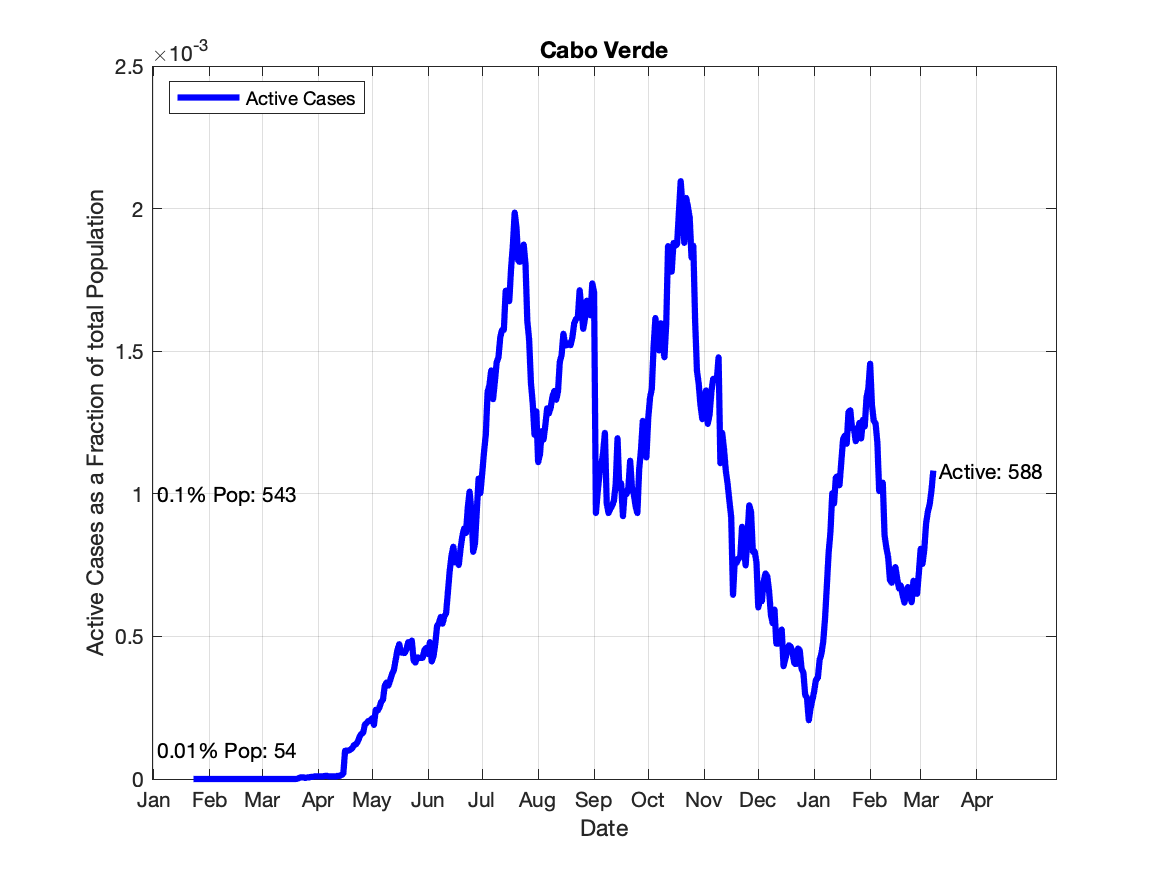 Cabo Verde
×10-3
2.5
2
1.5
1
0.5
0
Active Cases
Active Cases as a Fraction of total Population
0.1% Pop: 543
0.01% Pop: 54
Active: 588
Jan Feb Mar Apr May Jun Jul Aug Sep Oct Nov Dec Jan Feb Mar Apr
Date